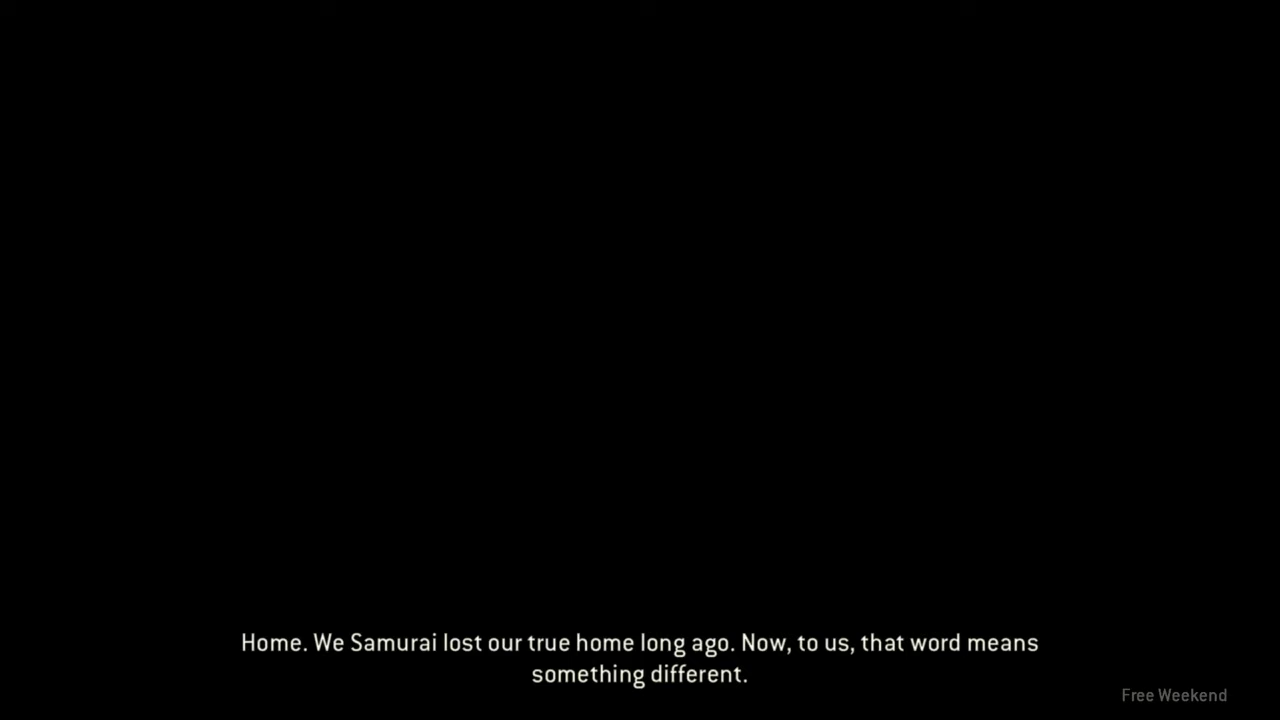 Home. We Samurai lost our true home long ago. Now, to us, that word means
something different.
Free Weekend